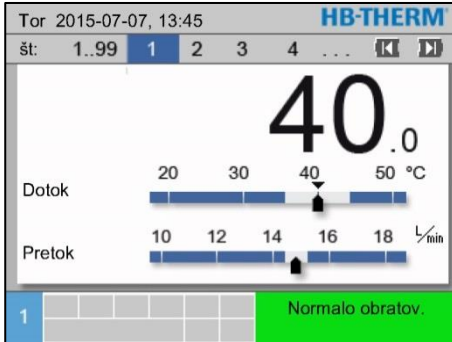 Tor 2015-07-07, 13:45 HB-THERM®
št: 1..99 1 2 3 4 ...
40.0
20 30 40 50 °C
Dotok
10 12 14 16 18 L/min
Pretok
1 Normalo obratov.